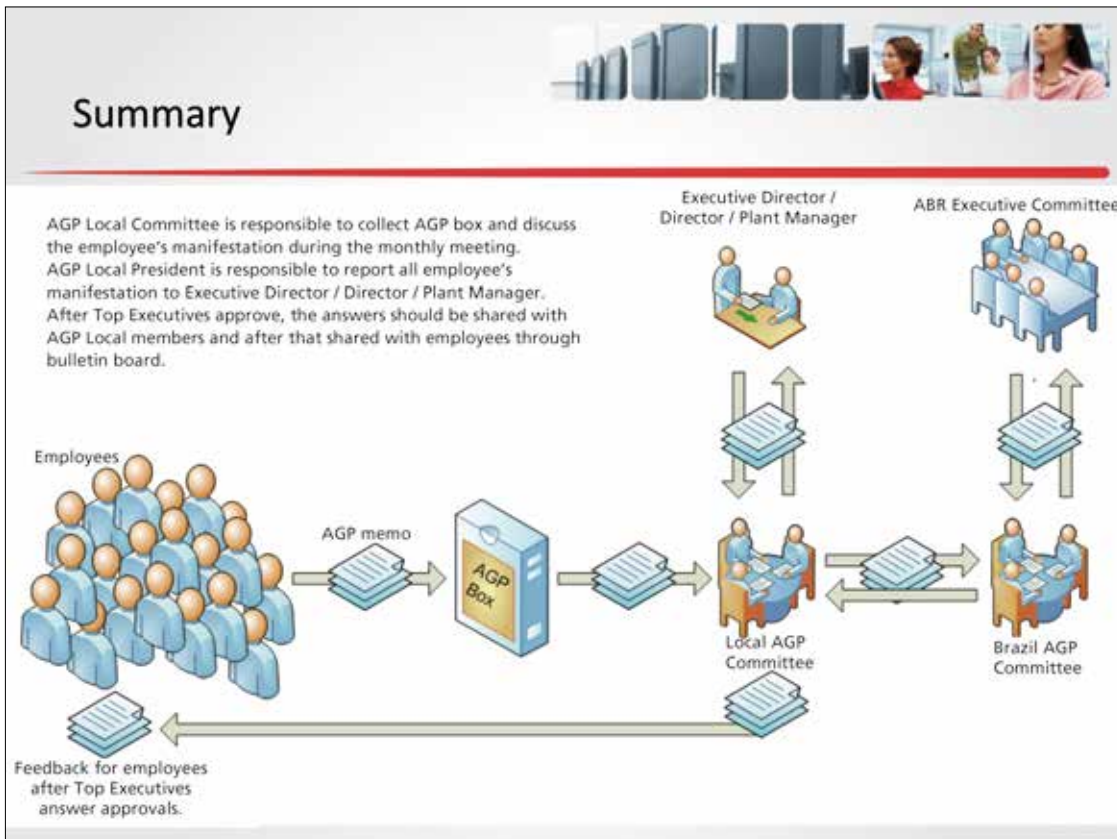 Summary
AGP Local Committee is responsible to collect AGP box and discuss
the employee's manifestation during the monthly meeting.
AGP Local President is responsible to report all employee's
manifestation to Executive Director / Director / Plant Manager.
After Top Executives approve, the answers should be shared with
AGP Local members and after that shared with employees through
bulletin board.
Executive Director /
Director / Plant Manager
ABR Executive Committee
Employees
AGP memo
AGP
Box
Local AGP
Committee
Brazil AGP
Committee
Feedback for employees
after Top Executives
answer approvals.